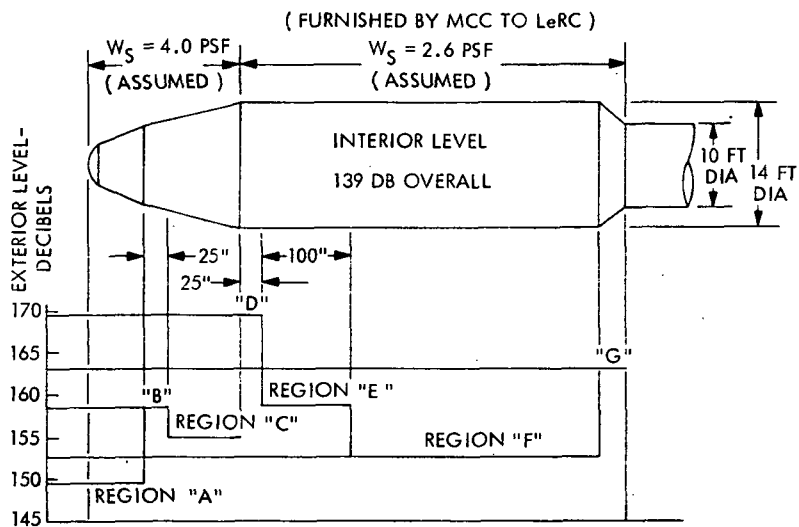 ( FURNISHED BY MCC TO LeRC )
W_S = 4.0 PSF
W_S = 2.6 PSF
( ASSUMED )
( ASSUMED )
INTERIOR LEVEL
139 DB OVERALL
10 FT
DIA
14 FT
DIA
EXTERIOR LEVEL-
DECIBELS
25"
100"
25"
"D"
170
165
"G"
160
"B"
REGION "E "
155
REGION "C"
REGION "F"
150
REGION "A"
145